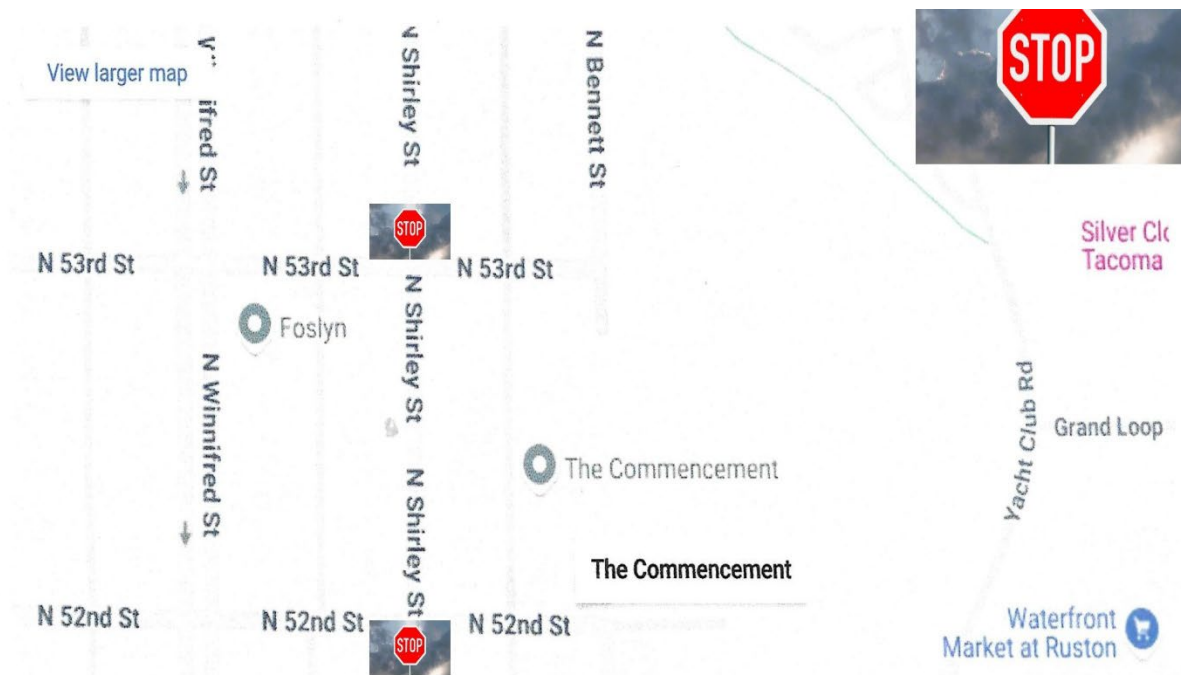 View larger map
ifred St
N Shirley St
N Bennett St
STOP
STOP
N 53rd St
N 53rd St
N 53rd St
Silver Clc
Tacoma
Foslyn
N Winnifred St
N Shirley St
Yacht Club Rd
Grand Loop
The Commencement
N Shirley St
The Commencement
N 52nd St
N 52nd St
STOP
N 52nd St
Waterfront
Market at Ruston